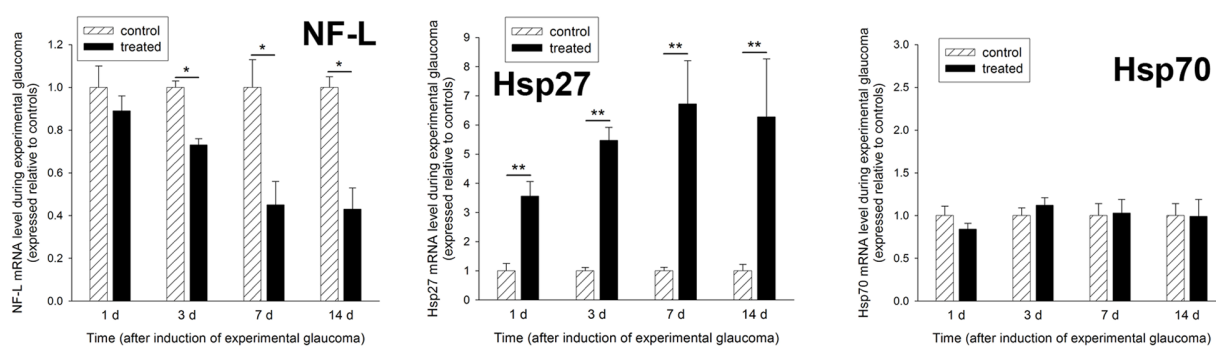 NF-L mRNA level during experimental glaucoma
(expressed relative to controls)
control
treated
NF-L
1.2
1.0
0.8
0.6
0.4
0.2
0.0
*
*
*
1 d 3 d 7 d 14 d
Time (after induction of experimental glaucoma)
Hsp27 mRNA level during experimental glaucoma
(expressed relative to controls)
control
treated
Hsp27
9
8
7
6
5
4
3
2
1
0
**
**
**
**
1 d 3 d 7 d 14 d
Time (after induction of experimental glaucoma)
Hsp70 mRNA level during experimental glaucoma
(expressed relative to controls)
control
treated
Hsp70
3.0
2.5
2.0
1.5
1.0
0.5
0.0
1 d 3 d 7 d 14 d
Time (after induction of experimental glaucoma)